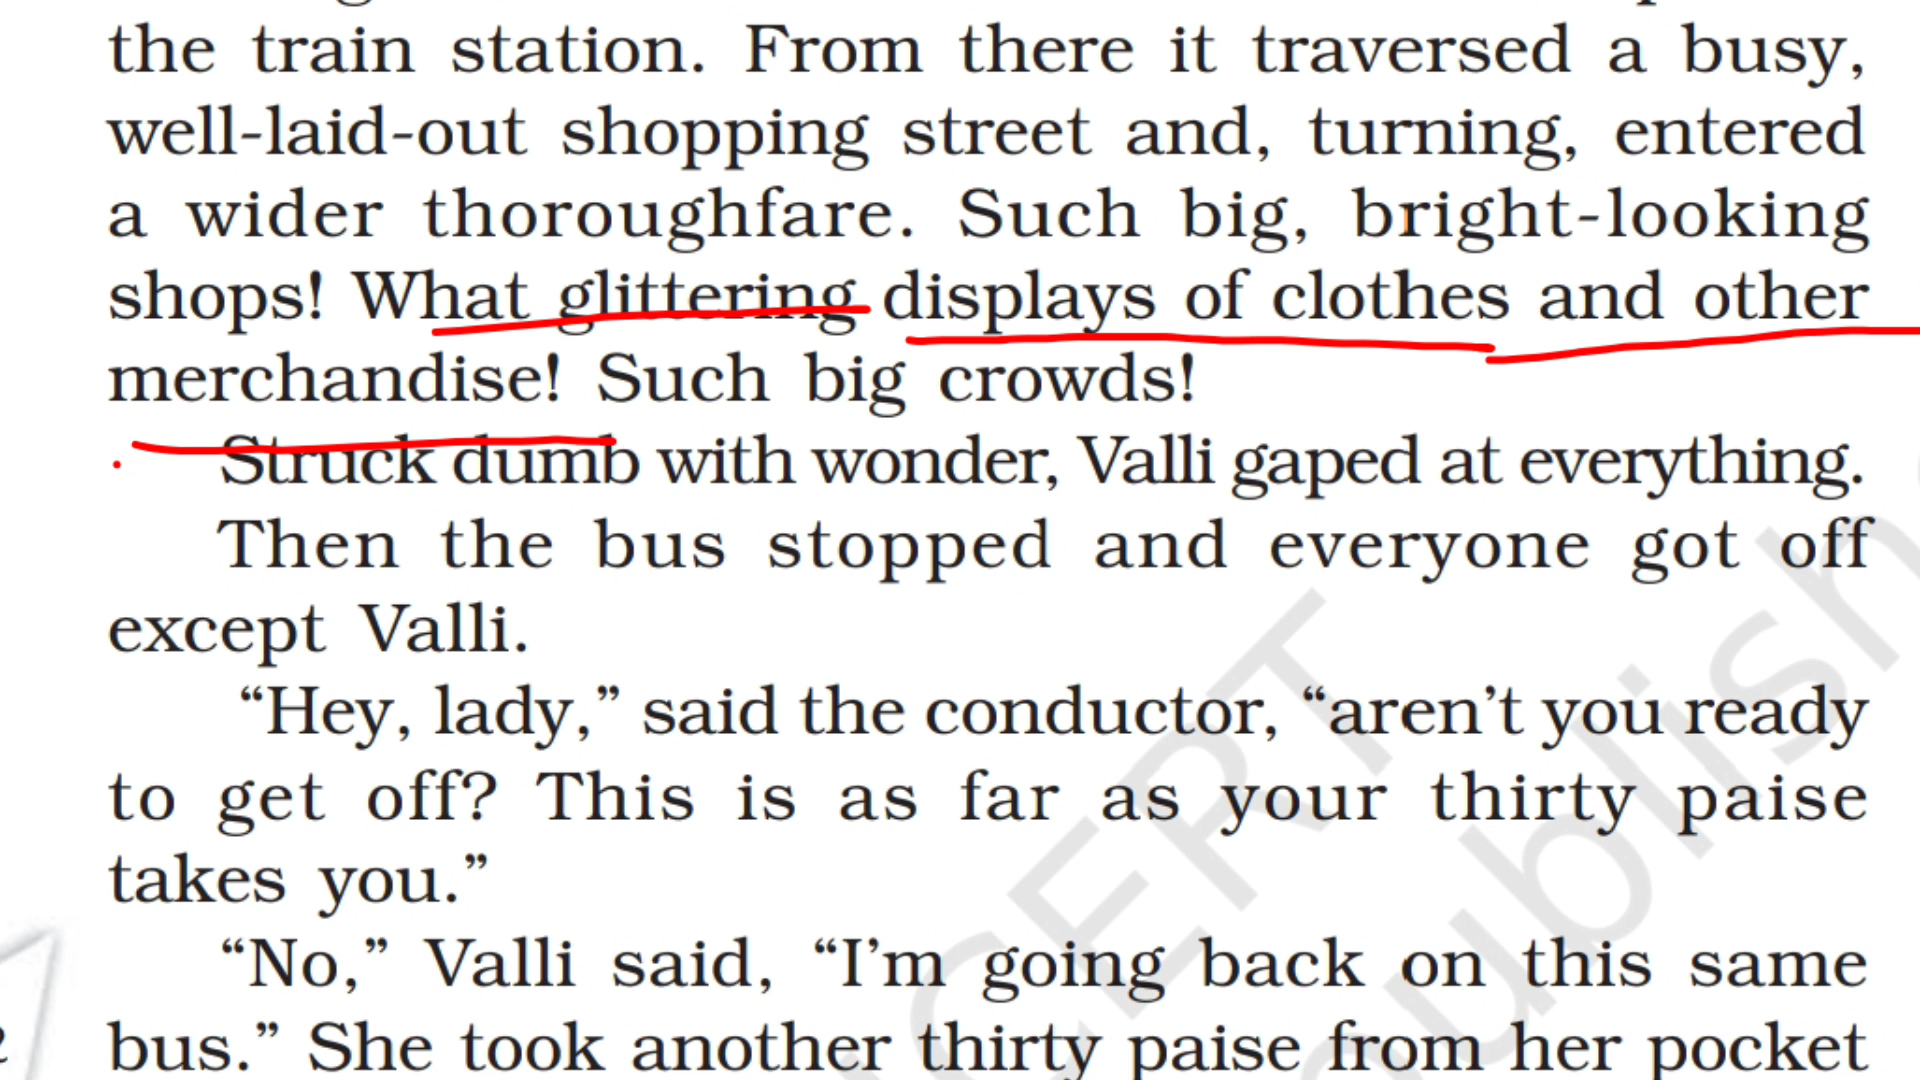 the train station. From there it traversed a busy,
well-laid-out shopping street and, turning, entered
a wider thoroughfare. Such big, bright-looking
shops! What glittering displays of clothes and other
merchandise! Such big crowds!
Struck dumb with wonder, Valli gaped at everything.
Then the bus stopped and everyone got off
except Valli.
“Hey, lady,” said the conductor, “aren’t you ready
to get off? This is as far as your thirty paise
takes you.”
“No,” Valli said, “I’m going back on this same
bus.” She took another thirty paise from her pocket